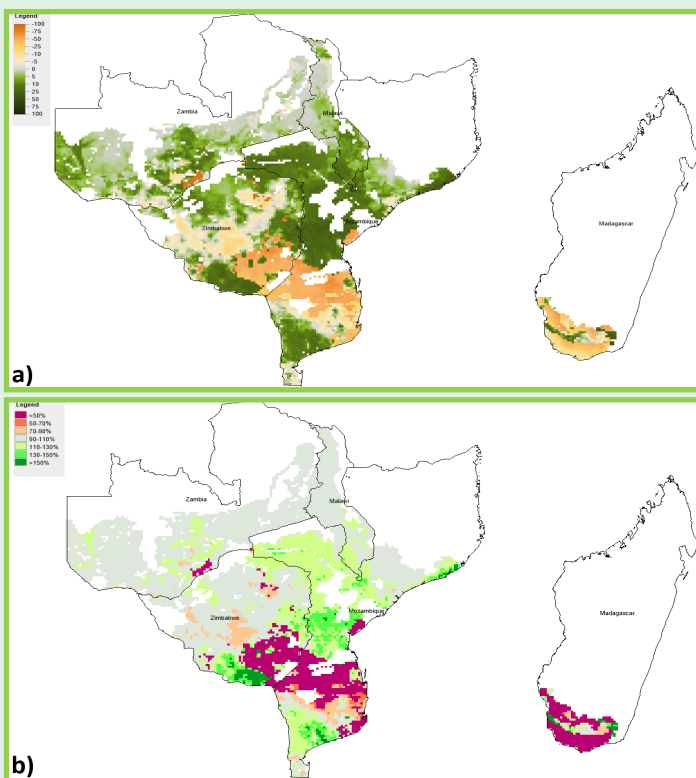 Legend
-100
-75
-50
-25
-10
-5
0
5
10
25
50
75
100
Zambia
Malawi
Zimbabwe
Mozambique
Madagascar
a)
Legend
<50%
50-70%
70-90%
90-110%
110-130%
130-150%
>150%
Zambia
Malawi
Zimbabwe
Mozambique
Madagascar
b)